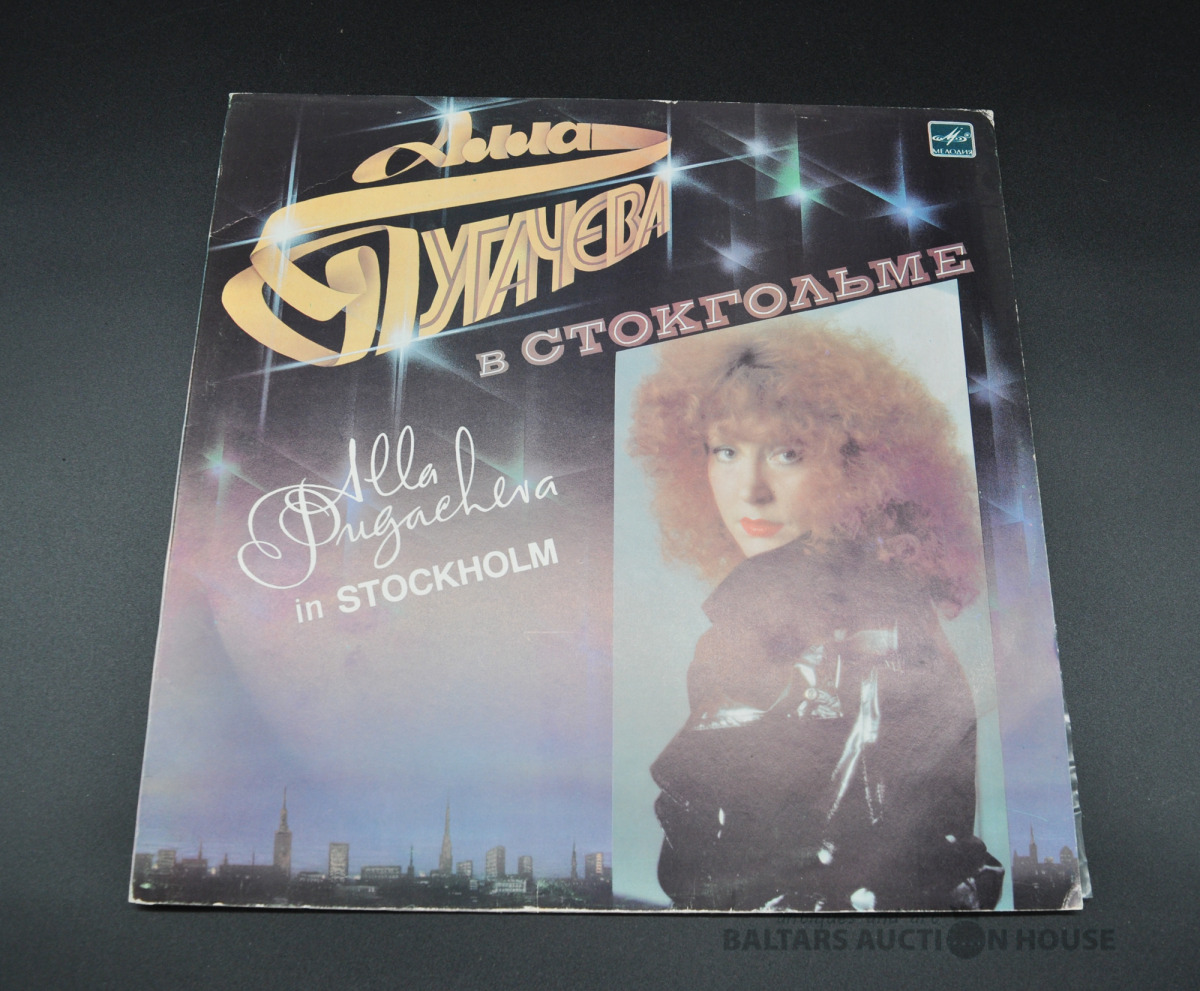 Алла
ПУГАЧЕВА
в СТОКГОЛЬМЕ
МЕЛОДИЯ
Alla
Pugacheva
in STOCKHOLM
BALTARS AUCTION HOUSE